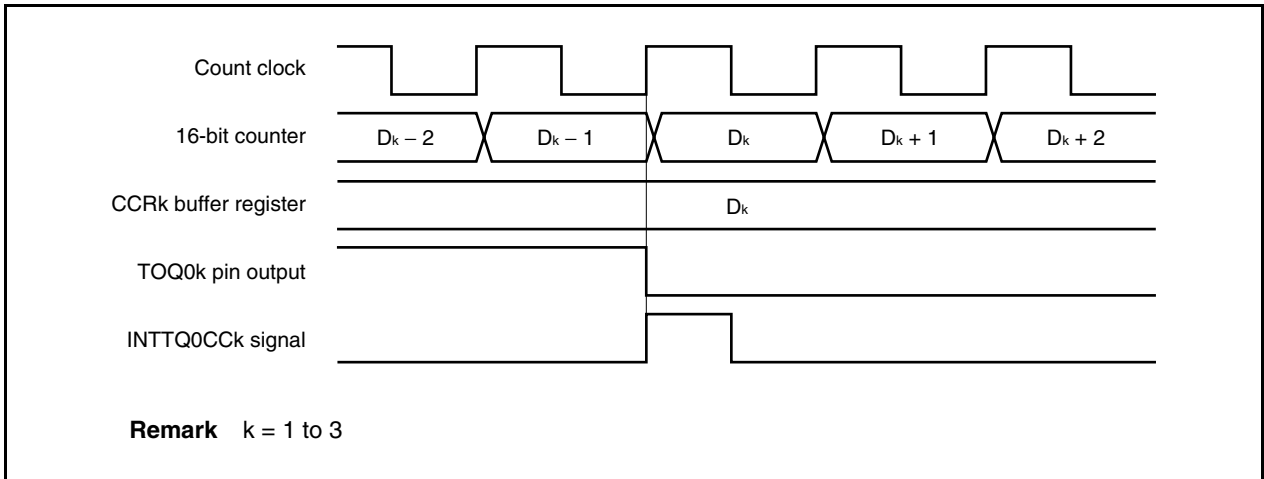 Count clock
16-bit counter Dk − 2 Dk − 1 Dk Dk + 1 Dk + 2
CCRk buffer register Dk
TOQ0k pin output
INTTQ0CCk signal
Remark k = 1 to 3